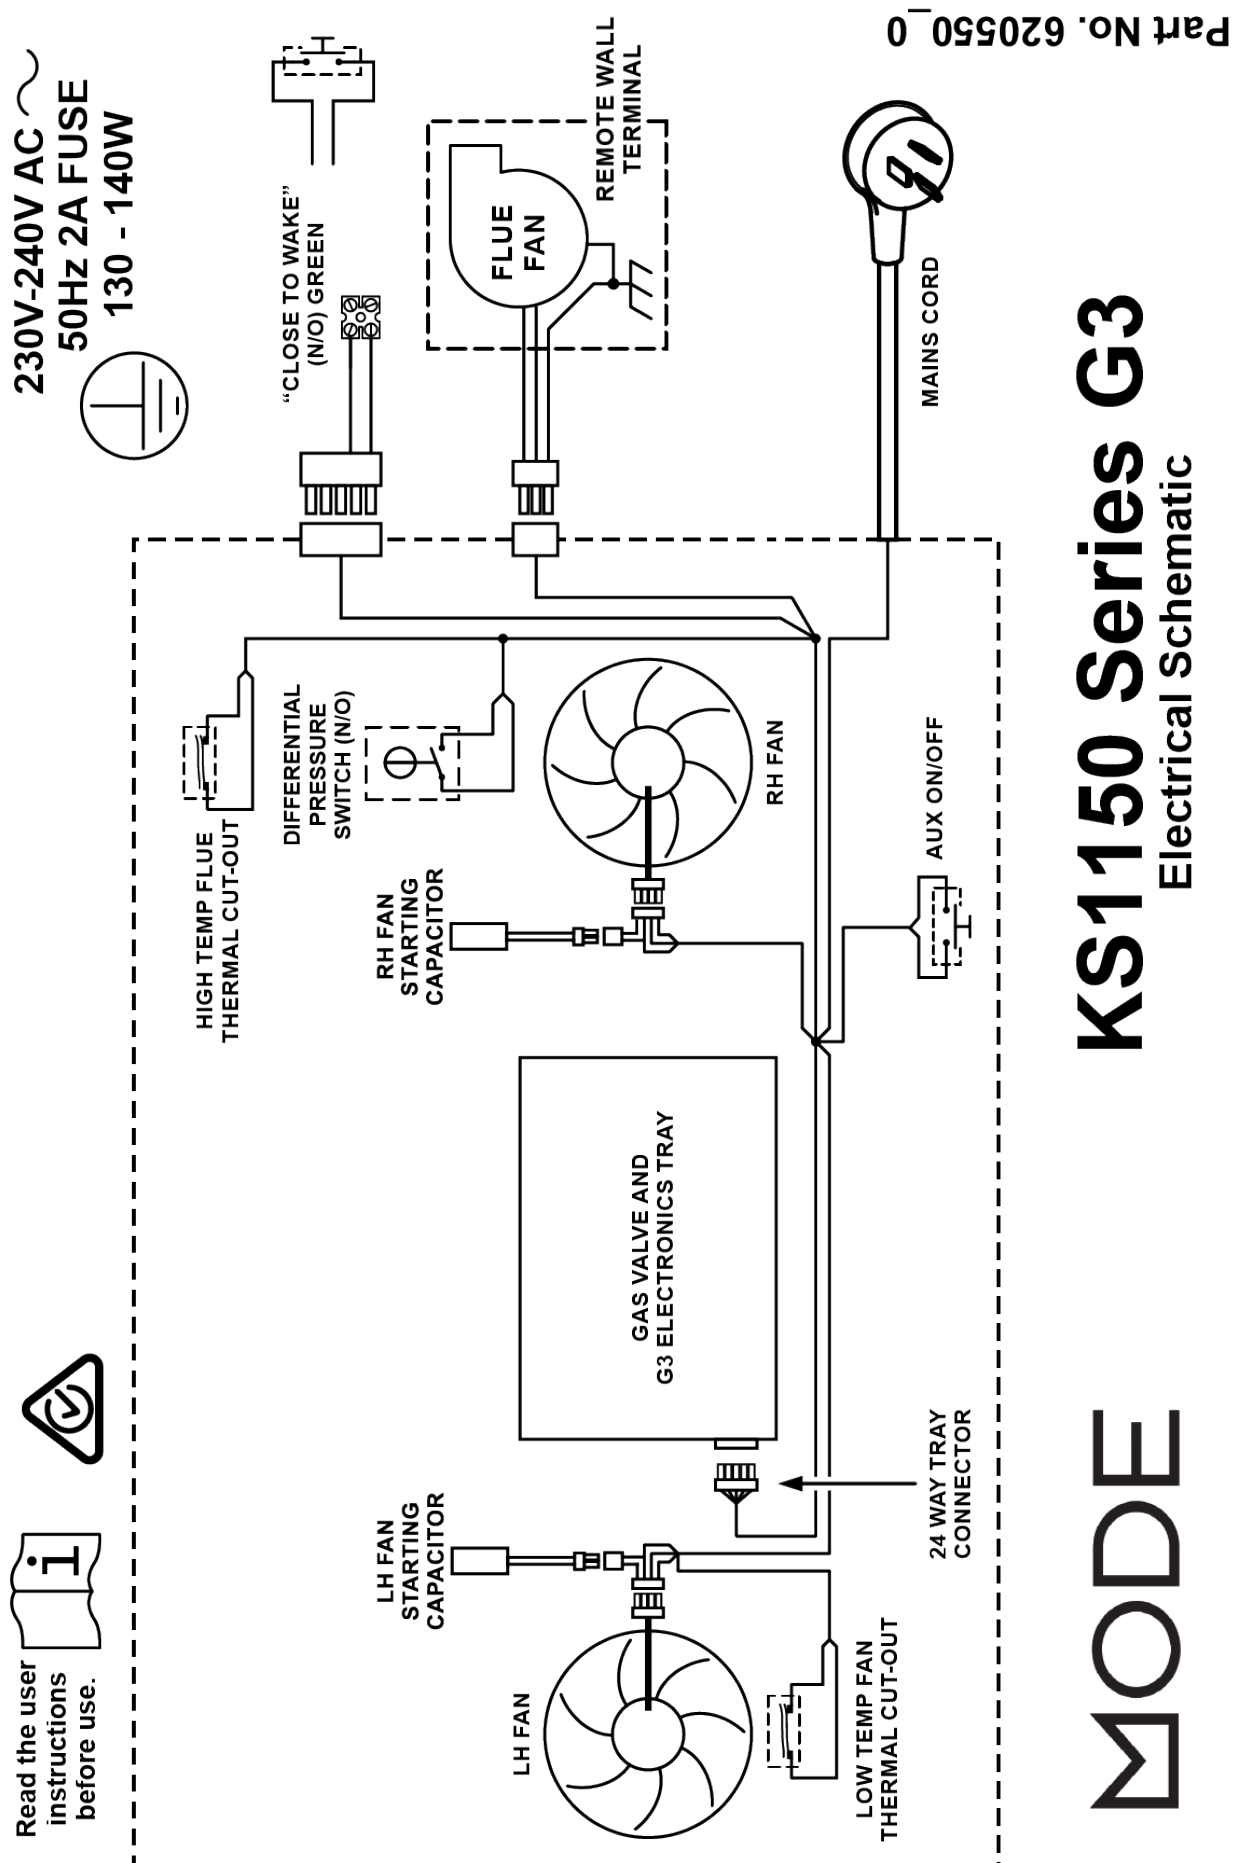 Read the user
instructions
before use.
i
230V-240V AC
50Hz 2A FUSE
130 - 140W
HIGH TEMP FLUE
THERMAL CUT-OUT
“CLOSE TO WAKE”
(N/O) GREEN
DIFFERENTIAL
PRESSURE
SWITCH (N/O)
LH FAN
STARTING
CAPACITOR
RH FAN
STARTING
CAPACITOR
FLUE
FAN
REMOTE WALL
TERMINAL
LH FAN
GAS VALVE AND
G3 ELECTRONICS TRAY
RH FAN
LOW TEMP FAN
THERMAL CUT-OUT
24 WAY TRAY
CONNECTOR
AUX ON/OFF
MAINS CORD
MODE
KS1150 Series G3
Electrical Schematic
Part No. 620550_0